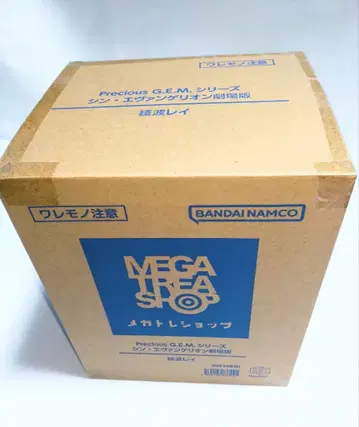 ワレモノ注意
Precious G.E.M. シリーズ
シン・エヴァンゲリオン劇場版
綾波レイ
ワレモノ注意
BANDAI NAMCO
MEGA
TREA
SHOP
メガトレショップ
Precious G.E.M. シリーズ
シン・エヴァンゲリオン劇場版
綾波レイ